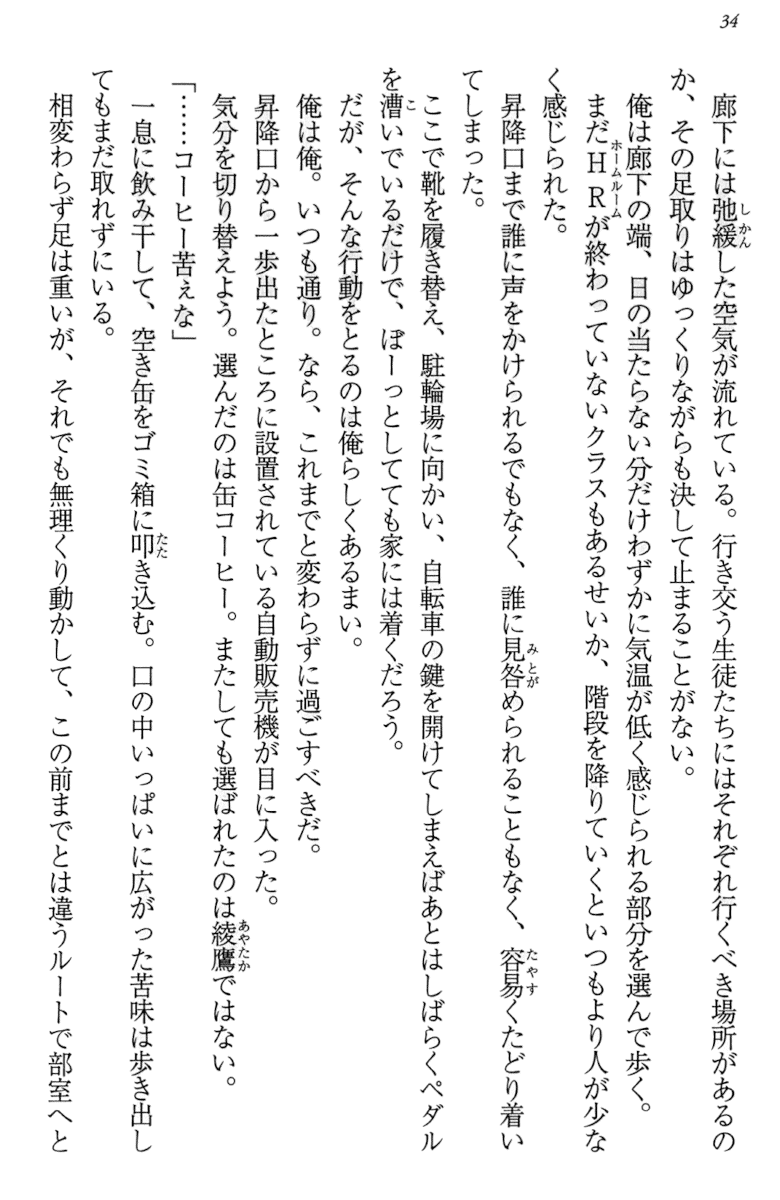 34
廊下には弛緩した空気が流れている。行き交う生徒たちにはそれぞれ行くべき場所があるの
か、その足取りはゆっくりながらも決して止まることがない。
俺は廊下の端、日の当たらない分だけわずかに気温が低く感じられる部分を選んで歩く。
まだＨＲが終わっていないクラスもあるせいか、階段を降りていくといつもより人が少な
く感じられた。
昇降口まで誰に声をかけられるでもなく、誰に見咎められることもなく、容易くたどり着い
てしまった。
ここで靴を履き替え、駐輪場に向かい、自転車の鍵を開けてしまえばあとはしばらくペダル
を漕いでいるだけで、ぼーっとしてても家には着くだろう。
だが、そんな行動をとるのは俺らしくあるまい。
俺は俺。いつも通り。なら、これまでと変わらずに過ごすべきだ。
昇降口から一歩出たところに設置されている自動販売機が目に入った。
気分を切り替えよう。選んだのは缶コーヒー。またしても選ばれたのは綾鷹ではない。
「……コーヒー苦ぇな」
一息に飲み干して、空き缶をゴミ箱に叩き込む。口の中いっぱいに広がった苦味は歩き出し
てもまだ取れずにいる。
相変わらず足は重いが、それでも無理くり動かして、この前までとは違うルートで部室へと